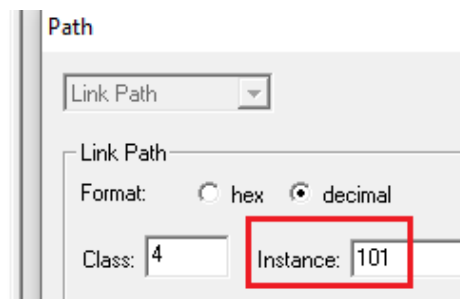 Path
Link Path
Link Path
Format: hex decimal
Class: 4 Instance: 101